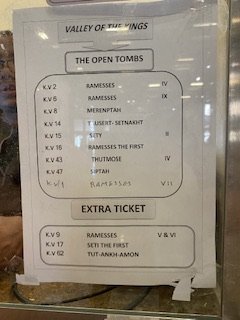 VALLEY OF THE KINGS
THE OPEN TOMBS
K.V 2 RAMESSES IV
K.V 6 RAMESSES IX
K.V 8 MERENPTAH
K.V 14 TAUSERT- SETNAKHT
K.V 15 SETY II
K.V 16 RAMESSES THE FIRST
K.V 43 THUTMOSE IV
K.V 47 SIPTAH
K.V1 RAMESSES VII
EXTRA TICKET
K.V 9 RAMESSES V & VI
K.V 17 SETI THE FIRST
K.V 62 TUT-ANKH-AMON